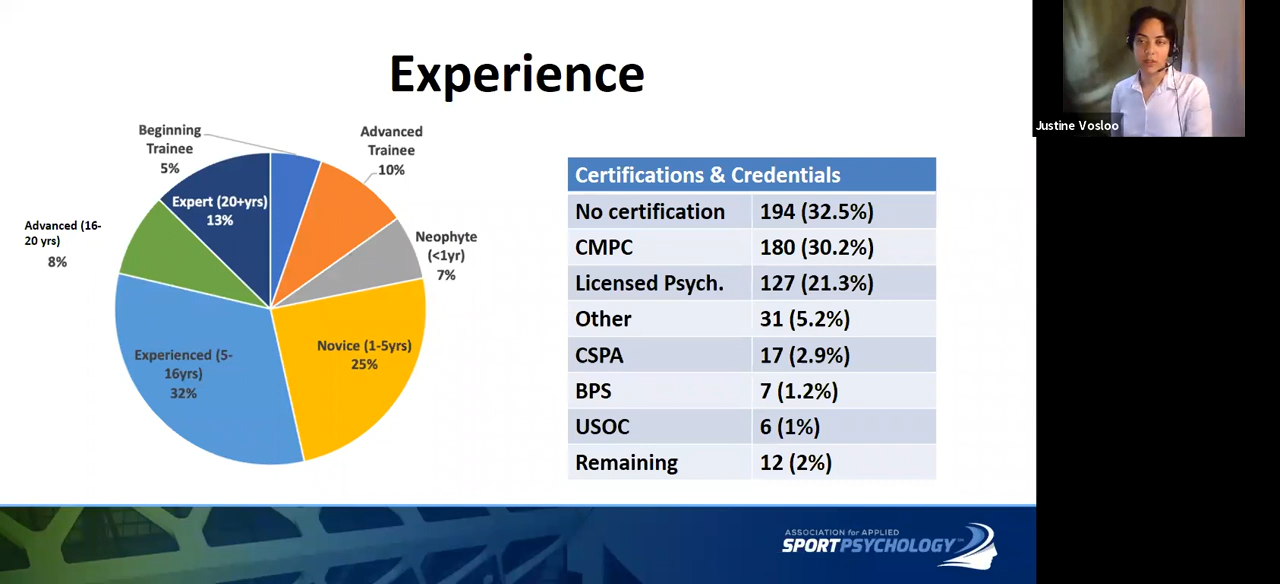 Experience
Beginning
Trainee
5%
Advanced
Trainee
10%
Expert (20+yrs)
13%
Advanced (16-
20 yrs)
8%
Neophyte
(<1yr)
7%
Novice (1-5yrs)
25%
Experienced (5-
16yrs)
32%
Certifications & Credentials
No certification 194 (32.5%)
CMPC 180 (30.2%)
Licensed Psych. 127 (21.3%)
Other 31 (5.2%)
CSPA 17 (2.9%)
BPS 7 (1.2%)
USOC 6 (1%)
Remaining 12 (2%)
ASSOCIATION for APPLIED
SPORTPSYCHOLOGY
Justine Vosloo